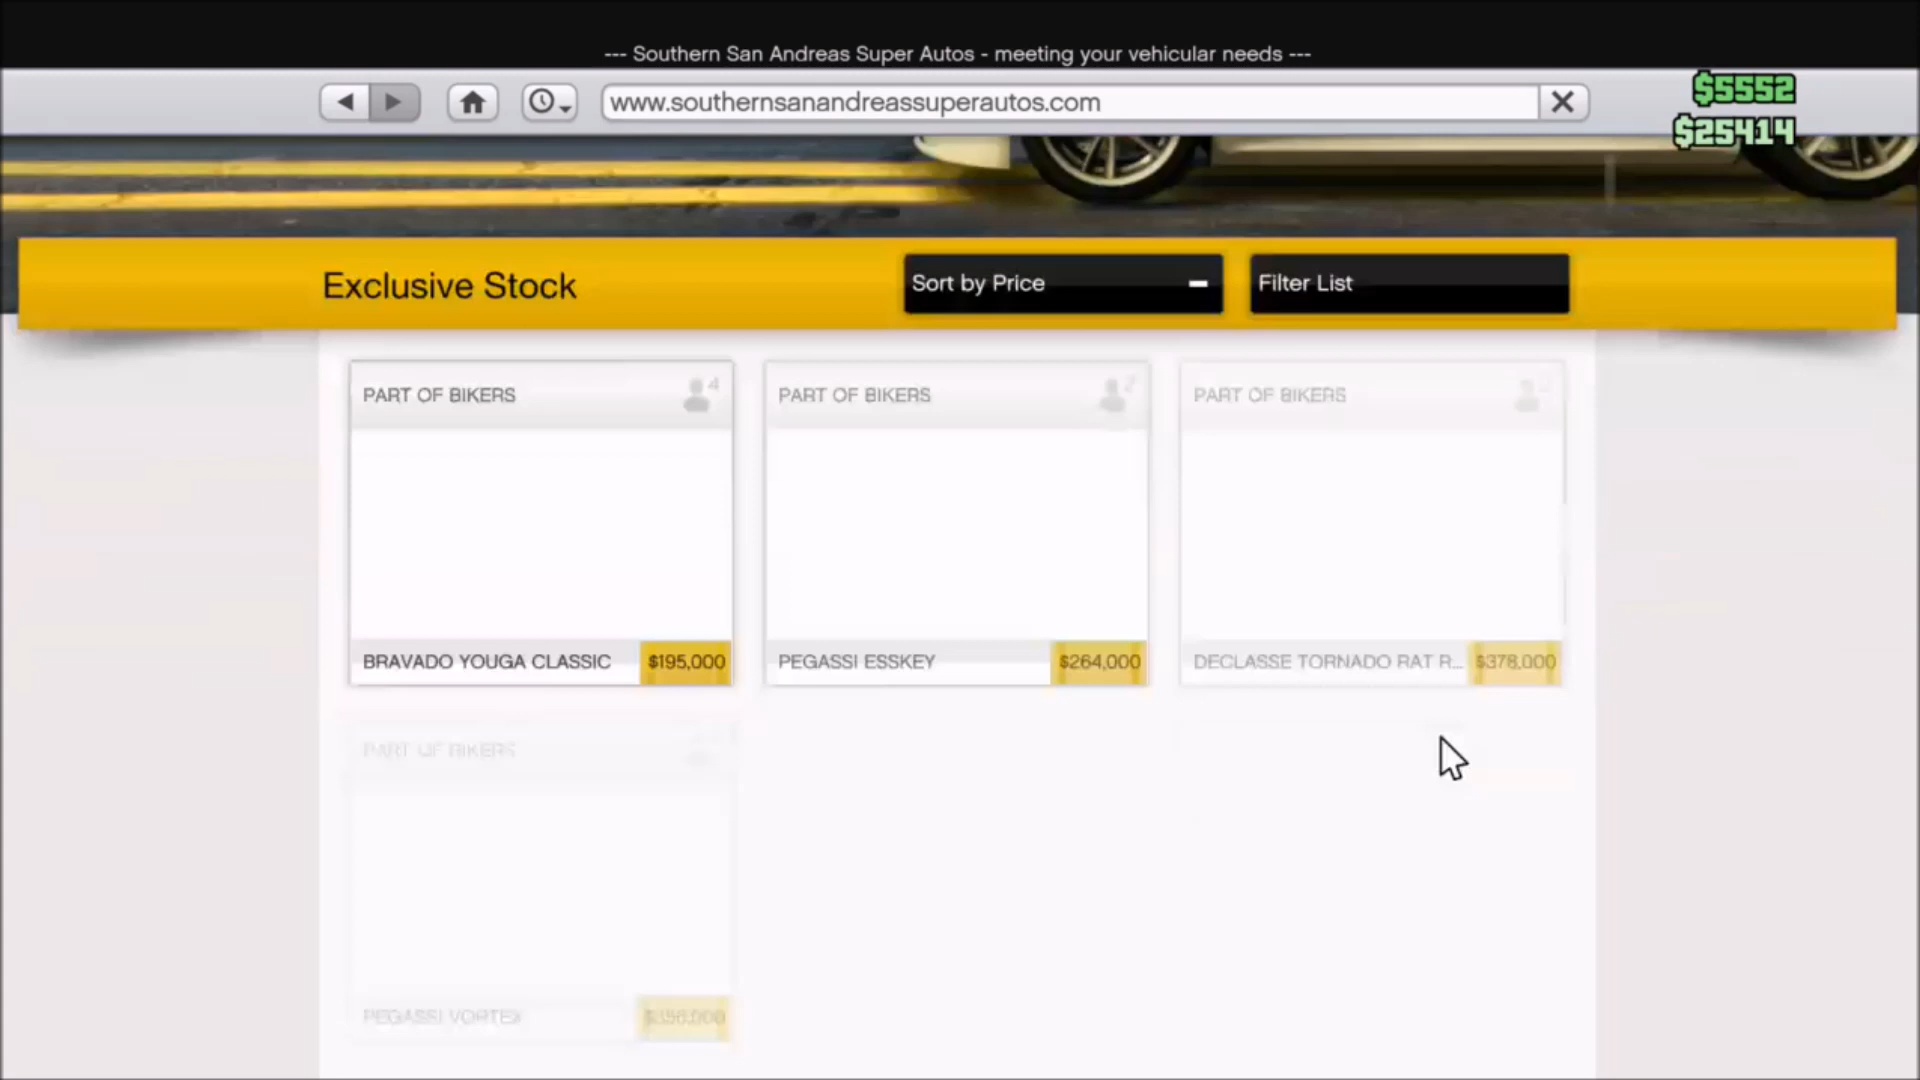 --- Southern San Andreas Super Autos - meeting your vehicular needs ---
www.southernsanandreassuperautos.com
$5552
$25414
Exclusive Stock
Sort by Price
Filter List
PART OF BIKERS 4
PART OF BIKERS 2
PART OF BIKERS
BRAVADO YOUGA CLASSIC $195,000
PEGASSI ESSKEY $264,000
DECLASSE TORNADO RAT R... $378,000
PART OF BIKERS
PEGASSI VORTEX